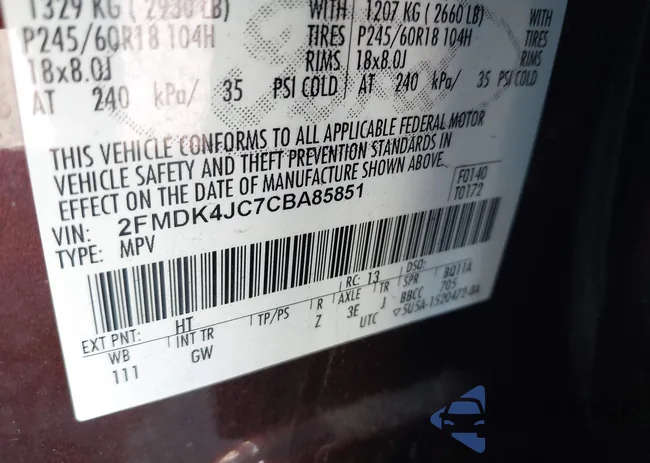 1329 KG ( 2930 LB) WITH 1207 KG ( 2660 LB) WITH
P245/60R18 104H TIRES P245/60R18 104H TIRES
18x8.0J RIMS 18x8.0J RIMS
AT 240 kPa/ 35 PSI COLD AT 240 kPa/ 35 PSI COLD
THIS VEHICLE CONFORMS TO ALL APPLICABLE FEDERAL MOTOR
VEHICLE SAFETY AND THEFT PREVENTION STANDARDS IN
EFFECT ON THE DATE OF MANUFACTURE SHOWN ABOVE.
F0140
T0172
VIN: 2FMDK4JC7CBA85851
TYPE: MPV
RC: 13 DSO:
EXT PNT: HT TP/PS R AXLE TR SPR BQ11A
WB INT TR Z 3E J BBCC 705
111 GW UTC 5U5A-1520472-BA